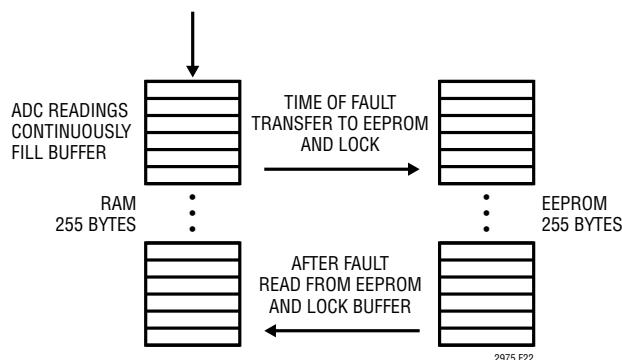 ADC READINGS
CONTINUOUSLY
FILL BUFFER
TIME OF FAULT
TRANSFER TO EEPROM
AND LOCK
RAM
255 BYTES
EEPROM
255 BYTES
AFTER FAULT
READ FROM EEPROM
AND LOCK BUFFER
2975 F22